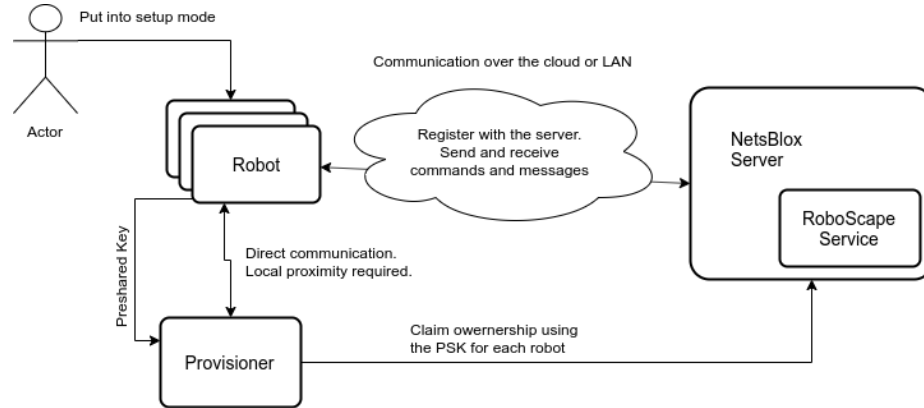 Put into setup mode
Actor
Communication over the cloud or LAN
Register with the server.
Send and receive
commands and messages
Robot
NetsBlox
Server
RoboScape
Service
Preshared Key
Direct communication.
Local proximity required.
Provisioner
Claim owernership using
the PSK for each robot